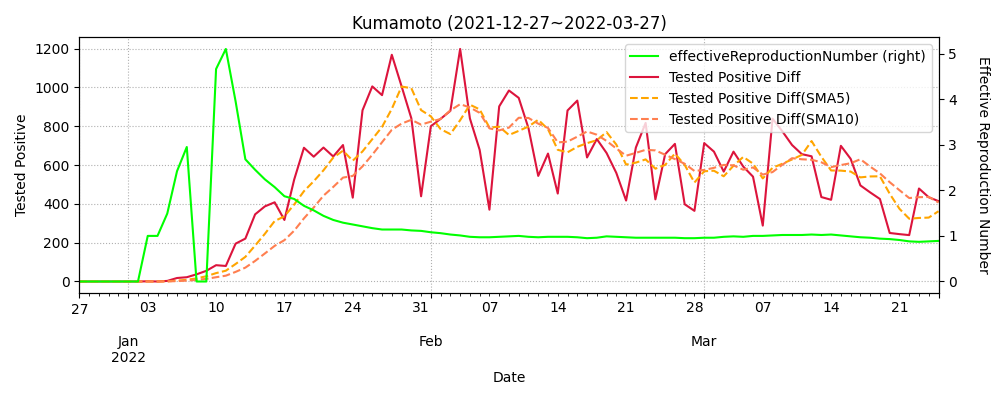 Kumamoto (2021-12-27~2022-03-27)
effectiveReproductionNumber (right)
Tested Positive Diff
Tested Positive Diff(SMA5)
Tested Positive Diff(SMA10)
Tested Positive
1200
1000
800
600
400
200
0
Effective Reproduction Number
5
4
3
2
1
0
27 03 10 17 24 31 07 14 21 28 07 14 21
Jan Feb Mar
2022
Date